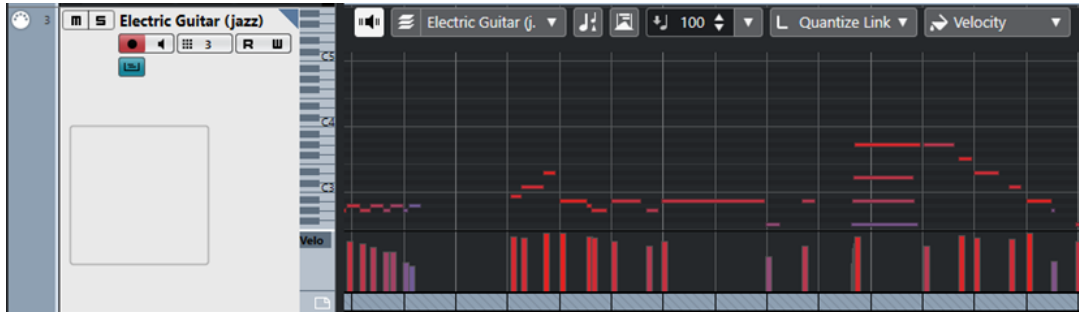 3
m S Electric Guitar (jazz)
3 R W
Electric Guitar (j.
100
L Quantize Link
Velocity
C5
C4
C3
Velo